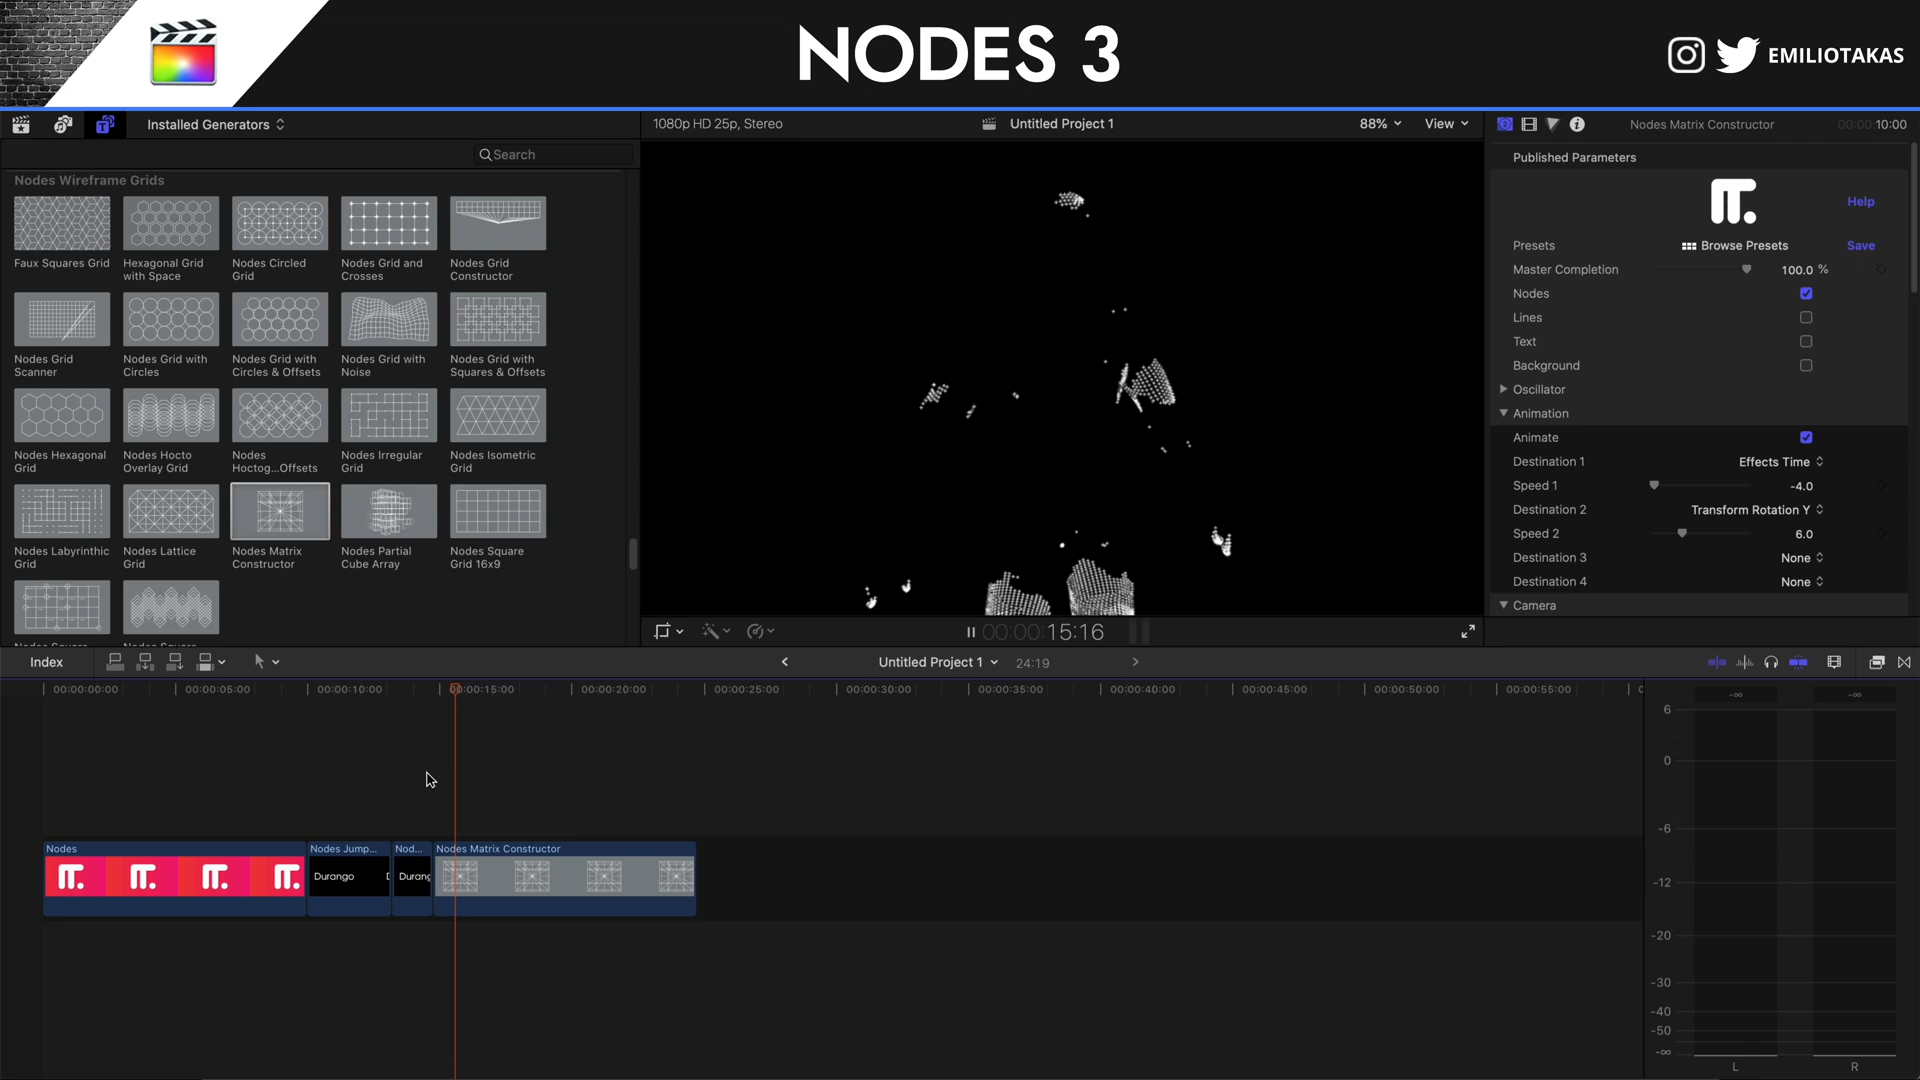 NODES 3
EMILIOTAKAS
Installed Generators
1080p HD 25p, Stereo
Untitled Project 1
88%
View
Nodes Matrix Constructor
00:00:10:00
Search
Nodes Wireframe Grids
Faux Squares Grid
Hexagonal Grid with Space
Nodes Circled Grid
Nodes Grid and Crosses
Nodes Grid Constructor
Nodes Grid Scanner
Nodes Grid with Circles
Nodes Grid with Circles & Offsets
Nodes Grid with Noise
Nodes Grid with Squares & Offsets
Nodes Hexagonal Grid
Nodes Hocto Overlay Grid
Nodes Hoctog...Offsets
Nodes Irregular Grid
Nodes Isometric Grid
Nodes Labyrinthic Grid
Nodes Lattice Grid
Nodes Matrix Constructor
Nodes Partial Cube Array
Nodes Square Grid 16x9
Published Parameters
Help
Presets
Browse Presets
Save
Master Completion
100.0 %
Nodes
Lines
Text
Background
Oscillator
Animation
Animate
Destination 1
Effects Time
Speed 1
-4.0
Destination 2
Transform Rotation Y
Speed 2
6.0
Destination 3
None
Destination 4
None
Camera
00:00:15:16
Index
Untitled Project 1
24:19
00:00:00:00
00:00:05:00
00:00:10:00
00:00:15:00
00:00:20:00
00:00:25:00
00:00:30:00
00:00:35:00
00:00:40:00
00:00:45:00
00:00:50:00
00:00:55:00
Nodes
Nodes Jump...
Nod...
Nodes Matrix Constructor
Durango
Durang
-∞
-∞
6
0
-6
-12
-20
-30
-40
-50
-∞
L
R